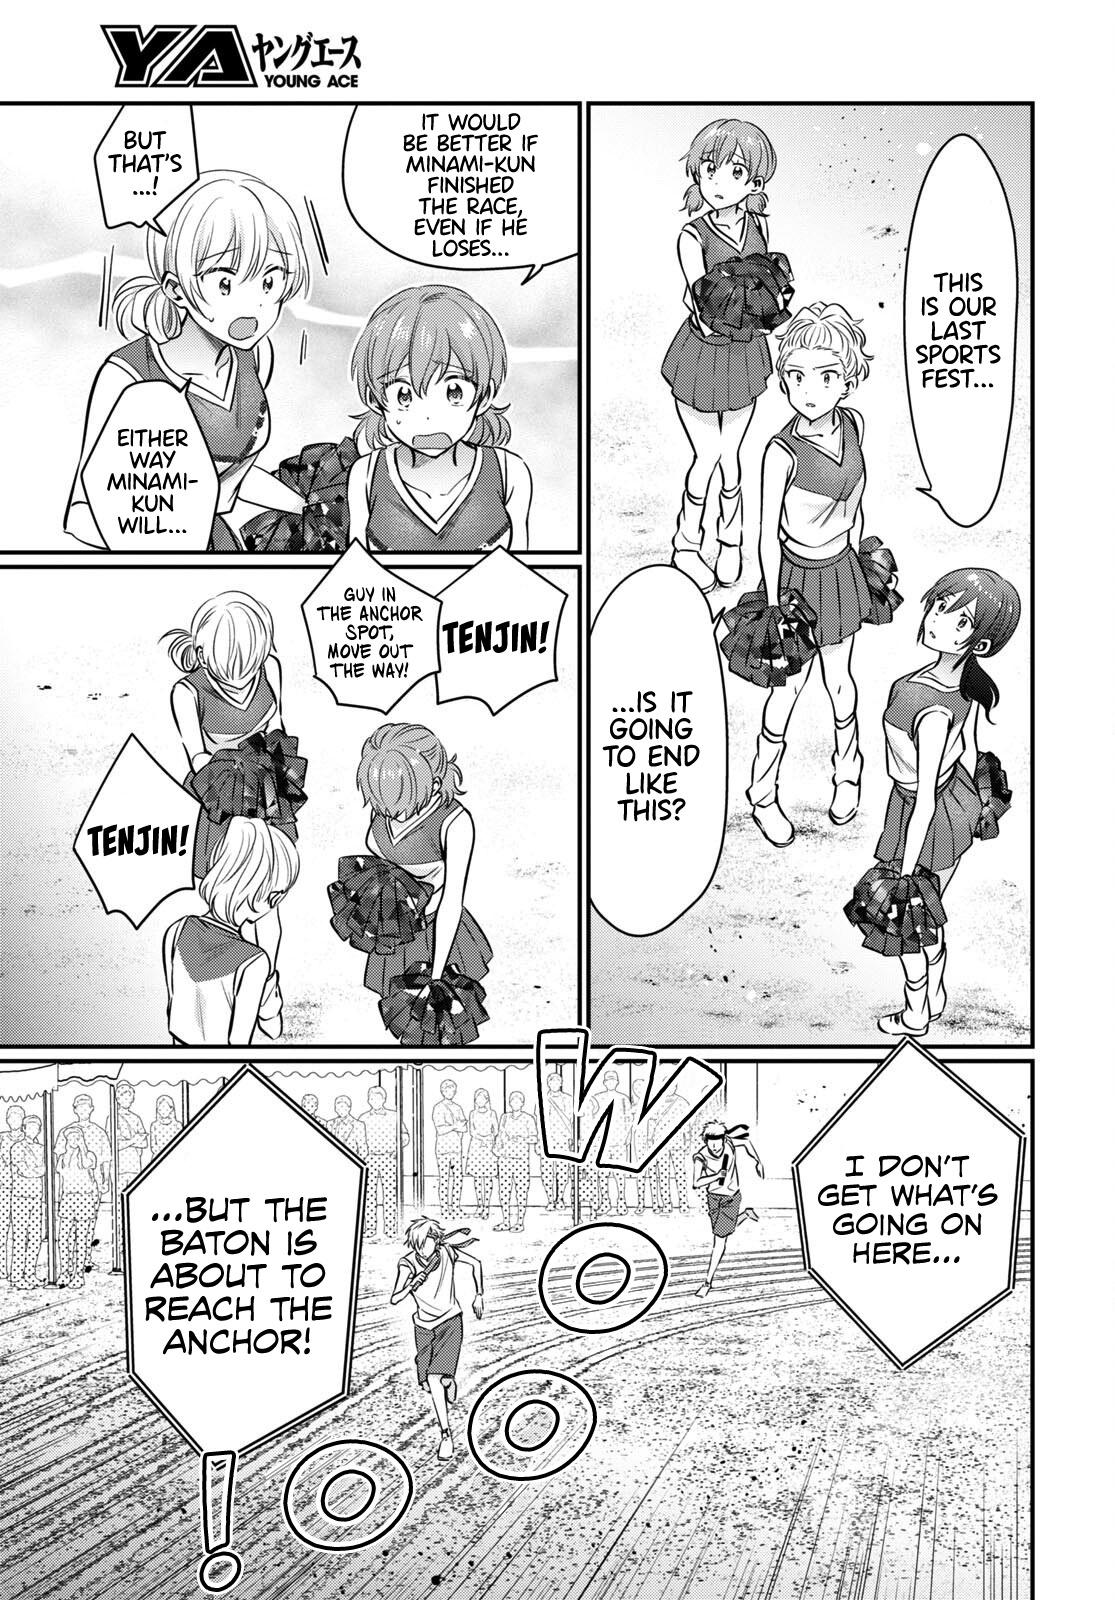 YA ヤングエース
YOUNG ACE
THIS
IS OUR
LAST
SPORTS
FEST...
...IS IT
GOING
TO END
LIKE
THIS?
IT WOULD
BE BETTER IF
MINAMI-KUN
FINISHED
THE RACE,
EVEN IF HE
LOSES...
BUT
THAT'S
...!
EITHER
WAY
MINAMI-
KUN
WILL...
TENJIN!
GUY IN
THE ANCHOR
SPOT,
MOVE OUT
THE WAY!
TENJIN!
I DON'T
GET WHAT'S
GOING ON
HERE...
...BUT THE
BATON IS
ABOUT TO
REACH THE
ANCHOR!
WOOO!